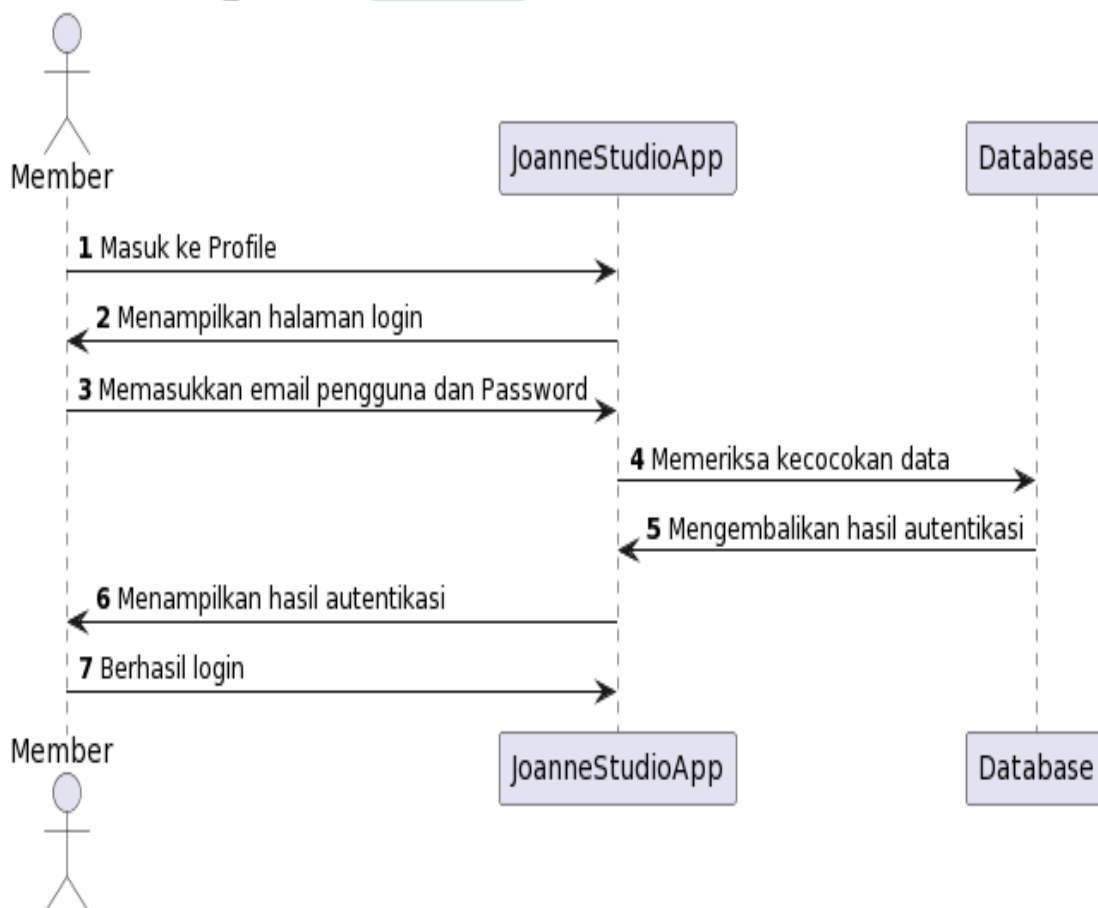 Member
JoanneStudioApp
Database
1 Masuk ke Profile
2 Menampilkan halaman login
3 Memasukkan email pengguna dan Password
4 Memeriksa kecocokan data
5 Mengembalikan hasil autentikasi
6 Menampilkan hasil autentikasi
7 Berhasil login
Member
JoanneStudioApp
Database